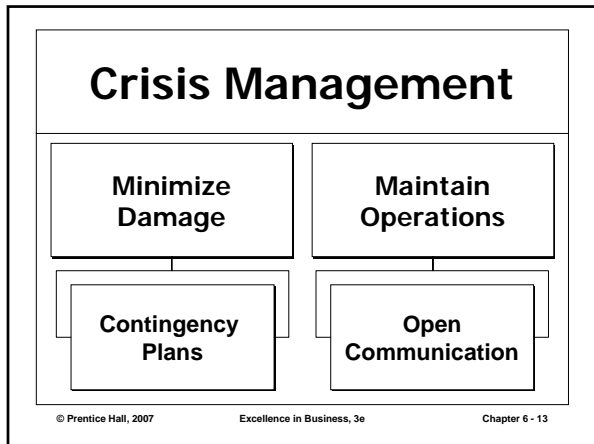 Crisis Management
Minimize
Damage
Maintain
Operations
Contingency
Plans
Open
Communication
© Prentice Hall, 2007 Excellence in Business, 3e Chapter 6 - 13